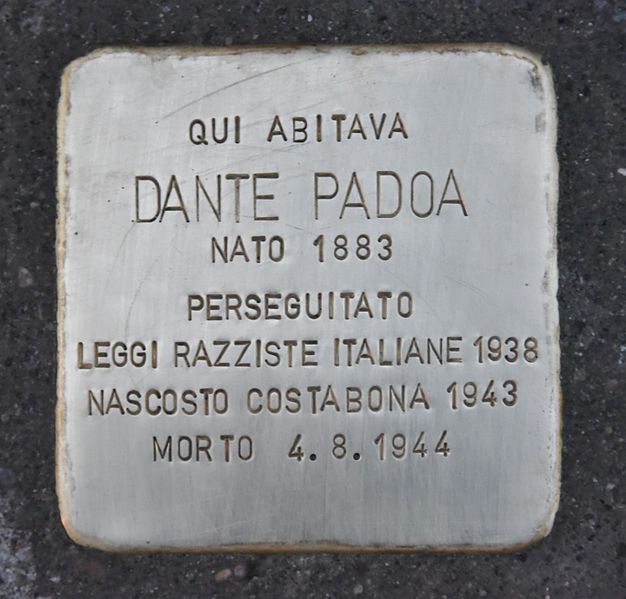 QUI ABITAVA
DANTE PADOA
NATO 1883
PERSEGUITATO
LEGGI RAZZISTE ITALIANE 1938
NASCOSTO COSTABONA 1943
MORTO 4.8.1944